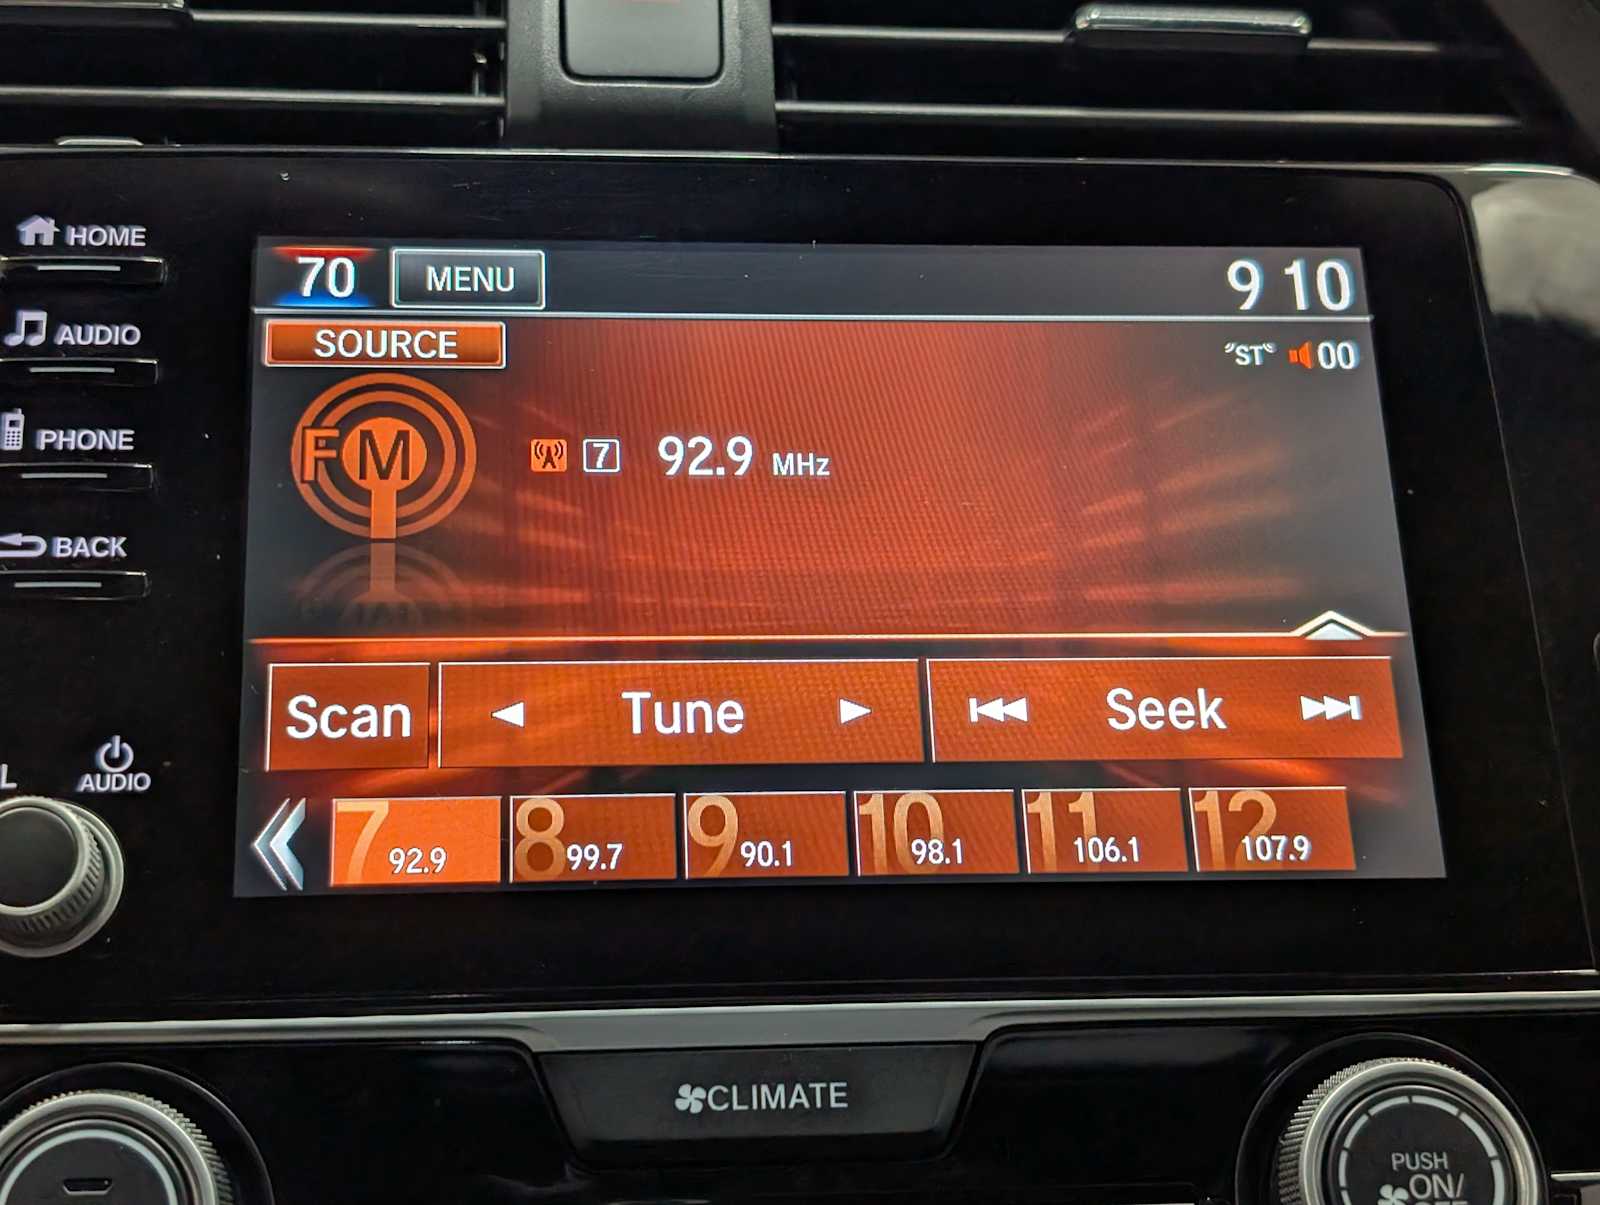 HOME
AUDIO
PHONE
BACK
70 MENU 9 10
SOURCE
ST 00
FM 7 92.9 MHz
Scan Tune Seek
7 92.9 8 99.7 9 90.1 10 98.1 11 106.1 12 107.9
L AUDIO
CLIMATE
PUSH
ON/